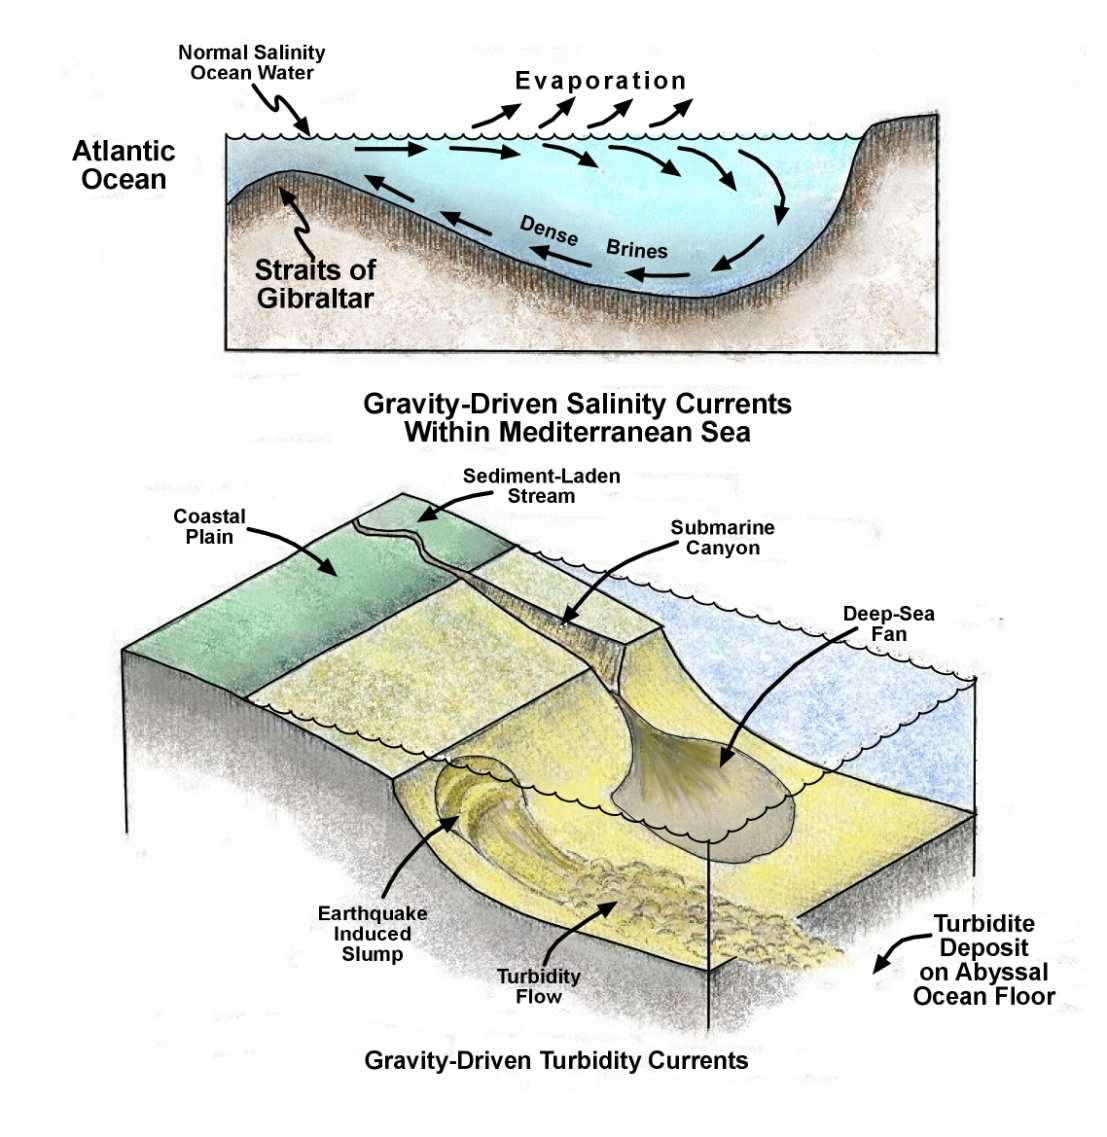 Normal Salinity
Ocean Water
Evaporation
Atlantic
Ocean
Dense Brines
Straits of
Gibraltar
Gravity-Driven Salinity Currents
Within Mediterranean Sea
Sediment-Laden
Stream
Coastal
Plain
Submarine
Canyon
Deep-Sea
Fan
Earthquake
Induced
Slump
Turbidity
Flow
Turbidite
Deposit
on Abyssal
Ocean Floor
Gravity-Driven Turbidity Currents